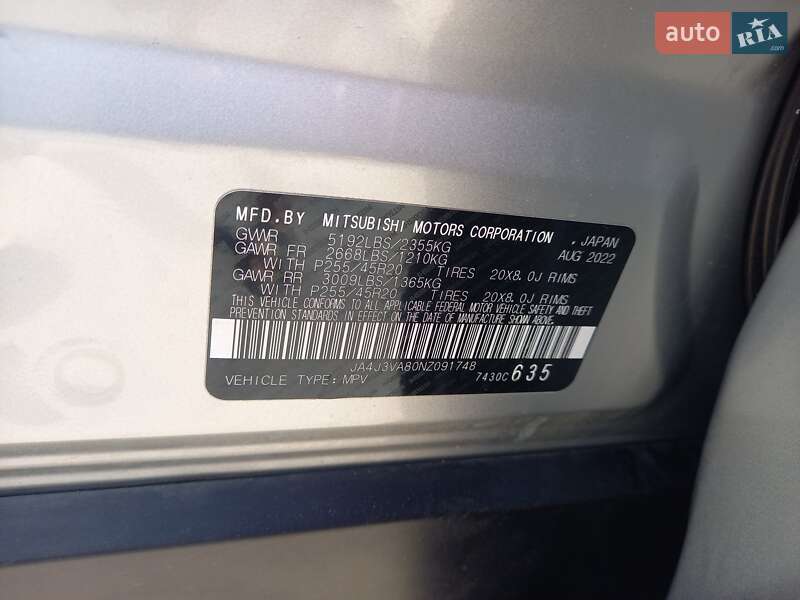 auto RIA.com
MFD.BY MITSUBISHI MOTORS CORPORATION , JAPAN
GVWR 5192LBS/2355KG AUG 2022
GAWR FR 2668LBS/1210KG
WITH P255/45R20 TIRES 20X8.0J RIMS
GAWR RR 3009LBS/1365KG
WITH P255/45R20 TIRES 20X8.0J RIMS
THIS VEHICLE CONFORMS TO ALL APPLICABLE FEDERAL MOTOR VEHICLE SAFETY, BUMPER, AND THEFT
PREVENTION STANDARDS IN EFFECT ON THE DATE OF MANUFACTURE SHOWN ABOVE.
JA4J3VA80NZ091748
VEHICLE TYPE:MPV 7430C 635